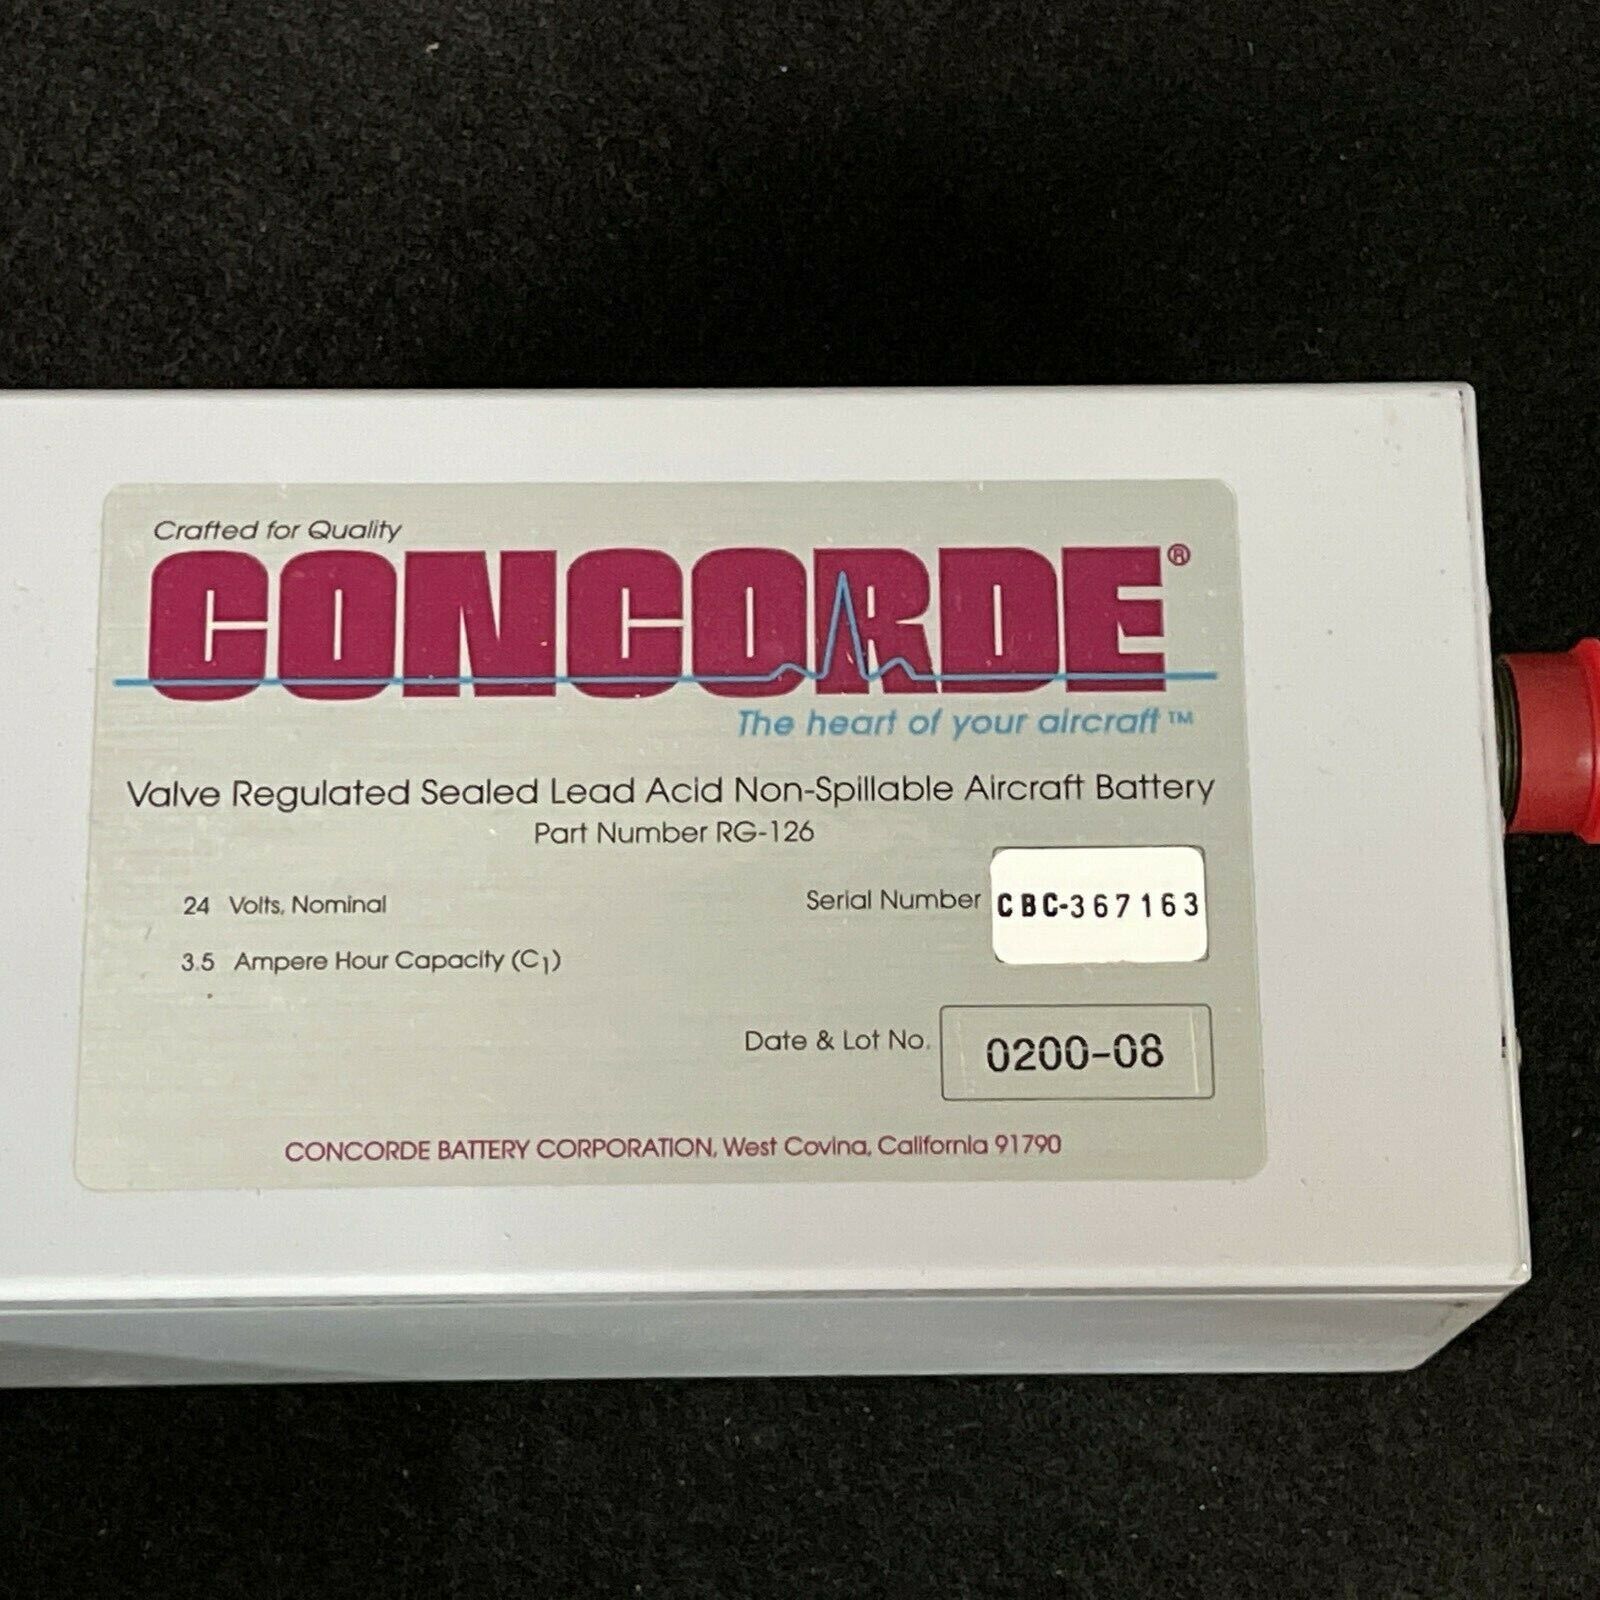 Crafted for Quality
CONCORDE®
The heart of your aircraft™
Valve Regulated Sealed Lead Acid Non-Spillable Aircraft Battery
Part Number RG-126
24 Volts, Nominal
Serial Number CBC-367163
3.5 Ampere Hour Capacity (C1)
Date & Lot No. 0200-08
CONCORDE BATTERY CORPORATION, West Covina, California 91790